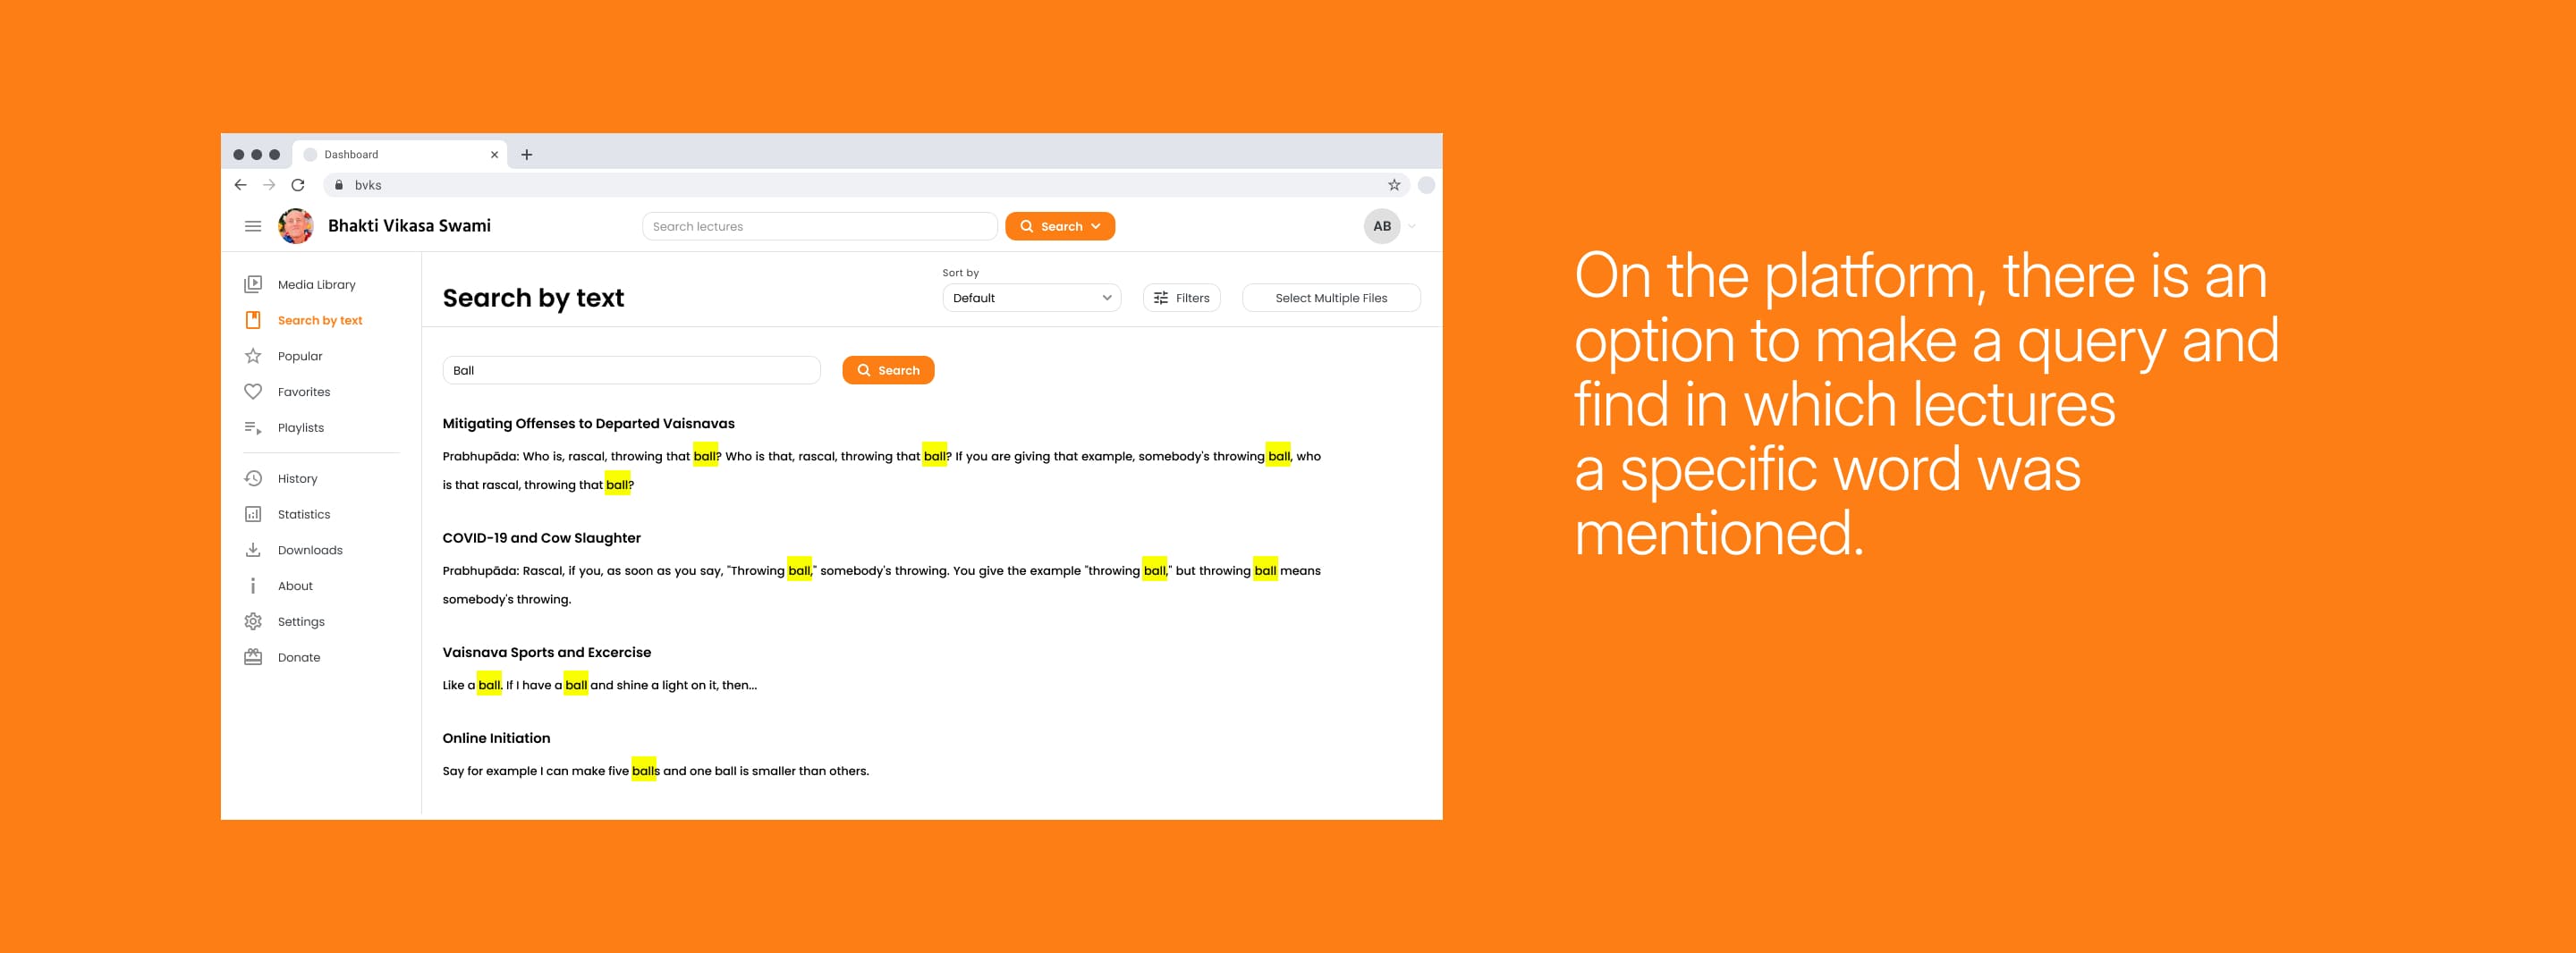 Dashboard
bvks
Bhakti Vikasa Swami
Search lectures
Search
AB
Media Library
Search by text
Popular
Favorites
Playlists
History
Statistics
Downloads
About
Settings
Donate
Search by text
Sort by
Default
Filters
Select Multiple Files
Ball
Search
Mitigating Offenses to Departed Vaisnavas
Prabhupāda: Who is, rascal, throwing that ball? Who is that, rascal, throwing that ball? If you are giving that example, somebody's throwing ball, who
is that rascal, throwing that ball?
COVID-19 and Cow Slaughter
Prabhupāda: Rascal, if you, as soon as you say, "Throwing ball," somebody's throwing. You give the example "throwing ball," but throwing ball means
somebody's throwing.
Vaisnava Sports and Excercise
Like a ball. If I have a ball and shine a light on it, then...
Online Initiation
Say for example I can make five balls and one ball is smaller than others.
On the platform, there is an
option to make a query and
find in which lectures
a specific word was
mentioned.